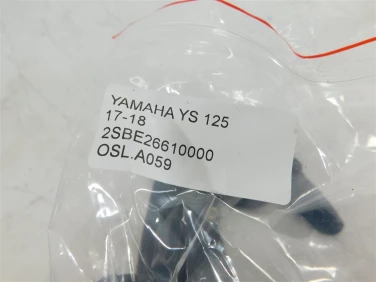 YAMAHA YS 125
17-18
2SBE26610000
OSL.A059